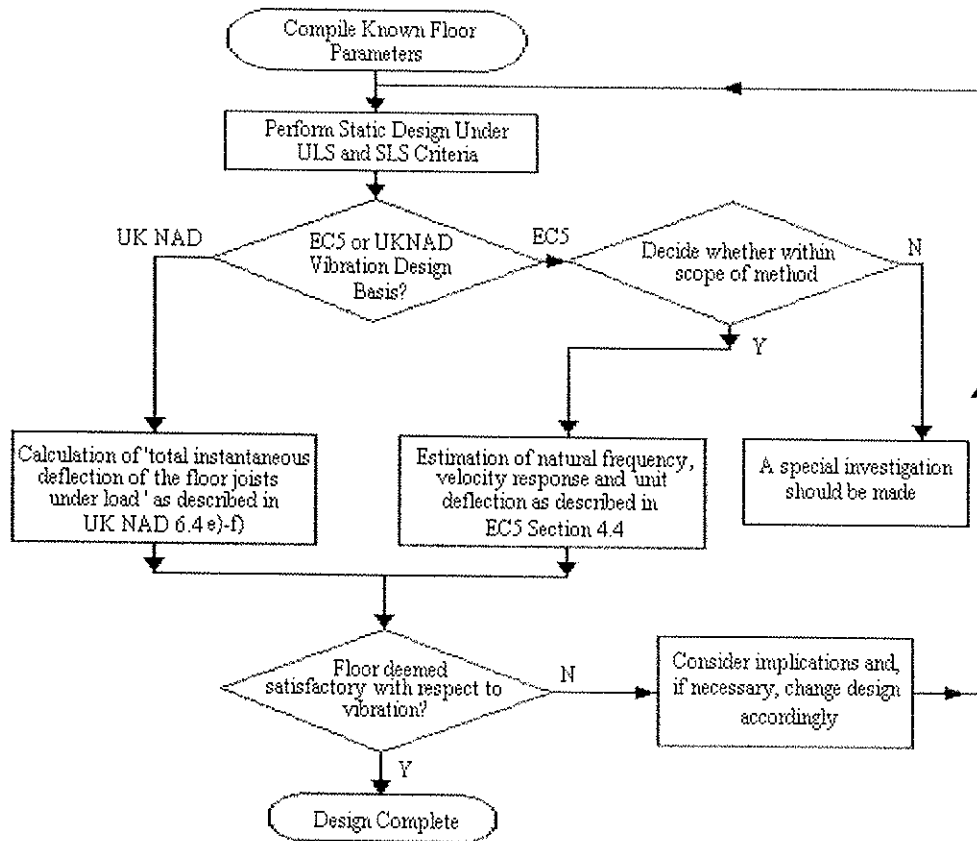 Compile Known Floor
Parameters
Perform Static Design Under
ULS and SLS Criteria
UK NAD
EC5 or UKNAD
Vibration Design
Basis?
EC5
Decide whether within
scope of method
N
Y
Calculation of 'total instantaneous
deflection of the floor joists
under load ' as described in
UK NAD 6.4 e)-f)
Estimation of natural frequency,
velocity response and 'unit
deflection as described in
EC5 Section 4.4
A special investigation
should be made
Floor deemed
satisfactory with respect to
vibration?
N
Consider implications and,
if necessary, change design
accordingly
Y
Design Complete